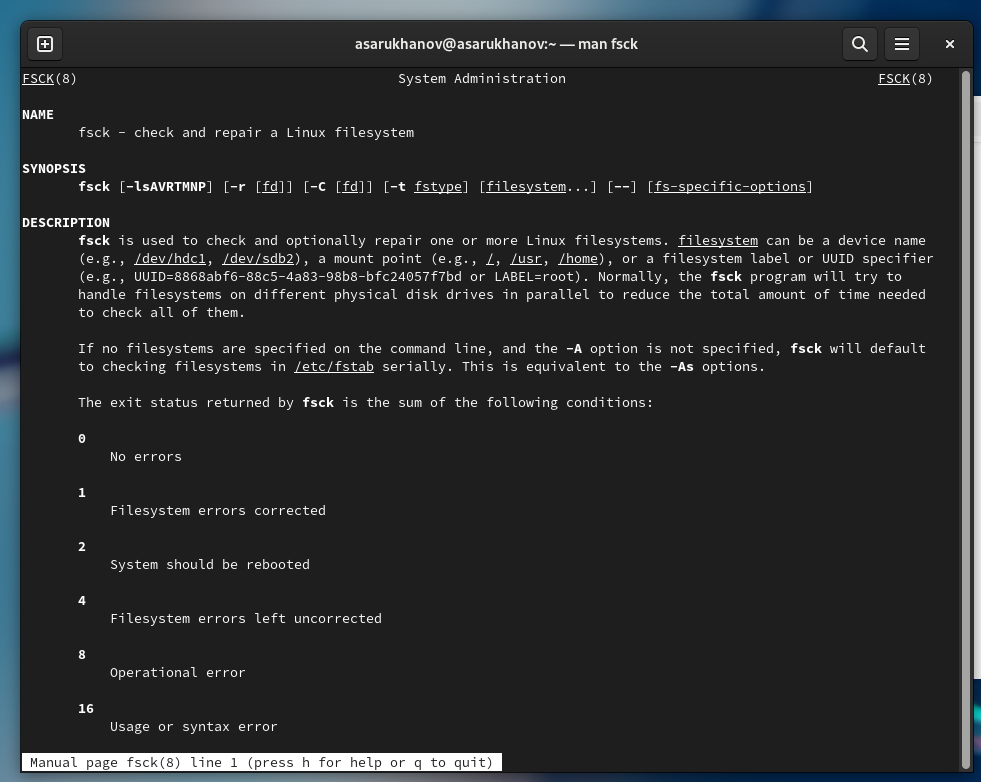 asarukhanov@asarukhanov:~ — man fsck
FSCK(8) System Administration FSCK(8)
NAME
fsck - check and repair a Linux filesystem
SYNOPSIS
fsck [-lsAVRTMNP] [-r [fd]] [-C [fd]] [-t fstype] [filesystem...] [--] [fs-specific-options]
DESCRIPTION
fsck is used to check and optionally repair one or more Linux filesystems. filesystem can be a device name
(e.g., /dev/hdc1, /dev/sdb2), a mount point (e.g., /, /usr, /home), or a filesystem label or UUID specifier
(e.g., UUID=8868abf6-88c5-4a83-98b8-bfc24057f7bd or LABEL=root). Normally, the fsck program will try to
handle filesystems on different physical disk drives in parallel to reduce the total amount of time needed
to check all of them.
If no filesystems are specified on the command line, and the -A option is not specified, fsck will default
to checking filesystems in /etc/fstab serially. This is equivalent to the -As options.
The exit status returned by fsck is the sum of the following conditions:
0
No errors
1
Filesystem errors corrected
2
System should be rebooted
4
Filesystem errors left uncorrected
8
Operational error
16
Usage or syntax error
Manual page fsck(8) line 1 (press h for help or q to quit)